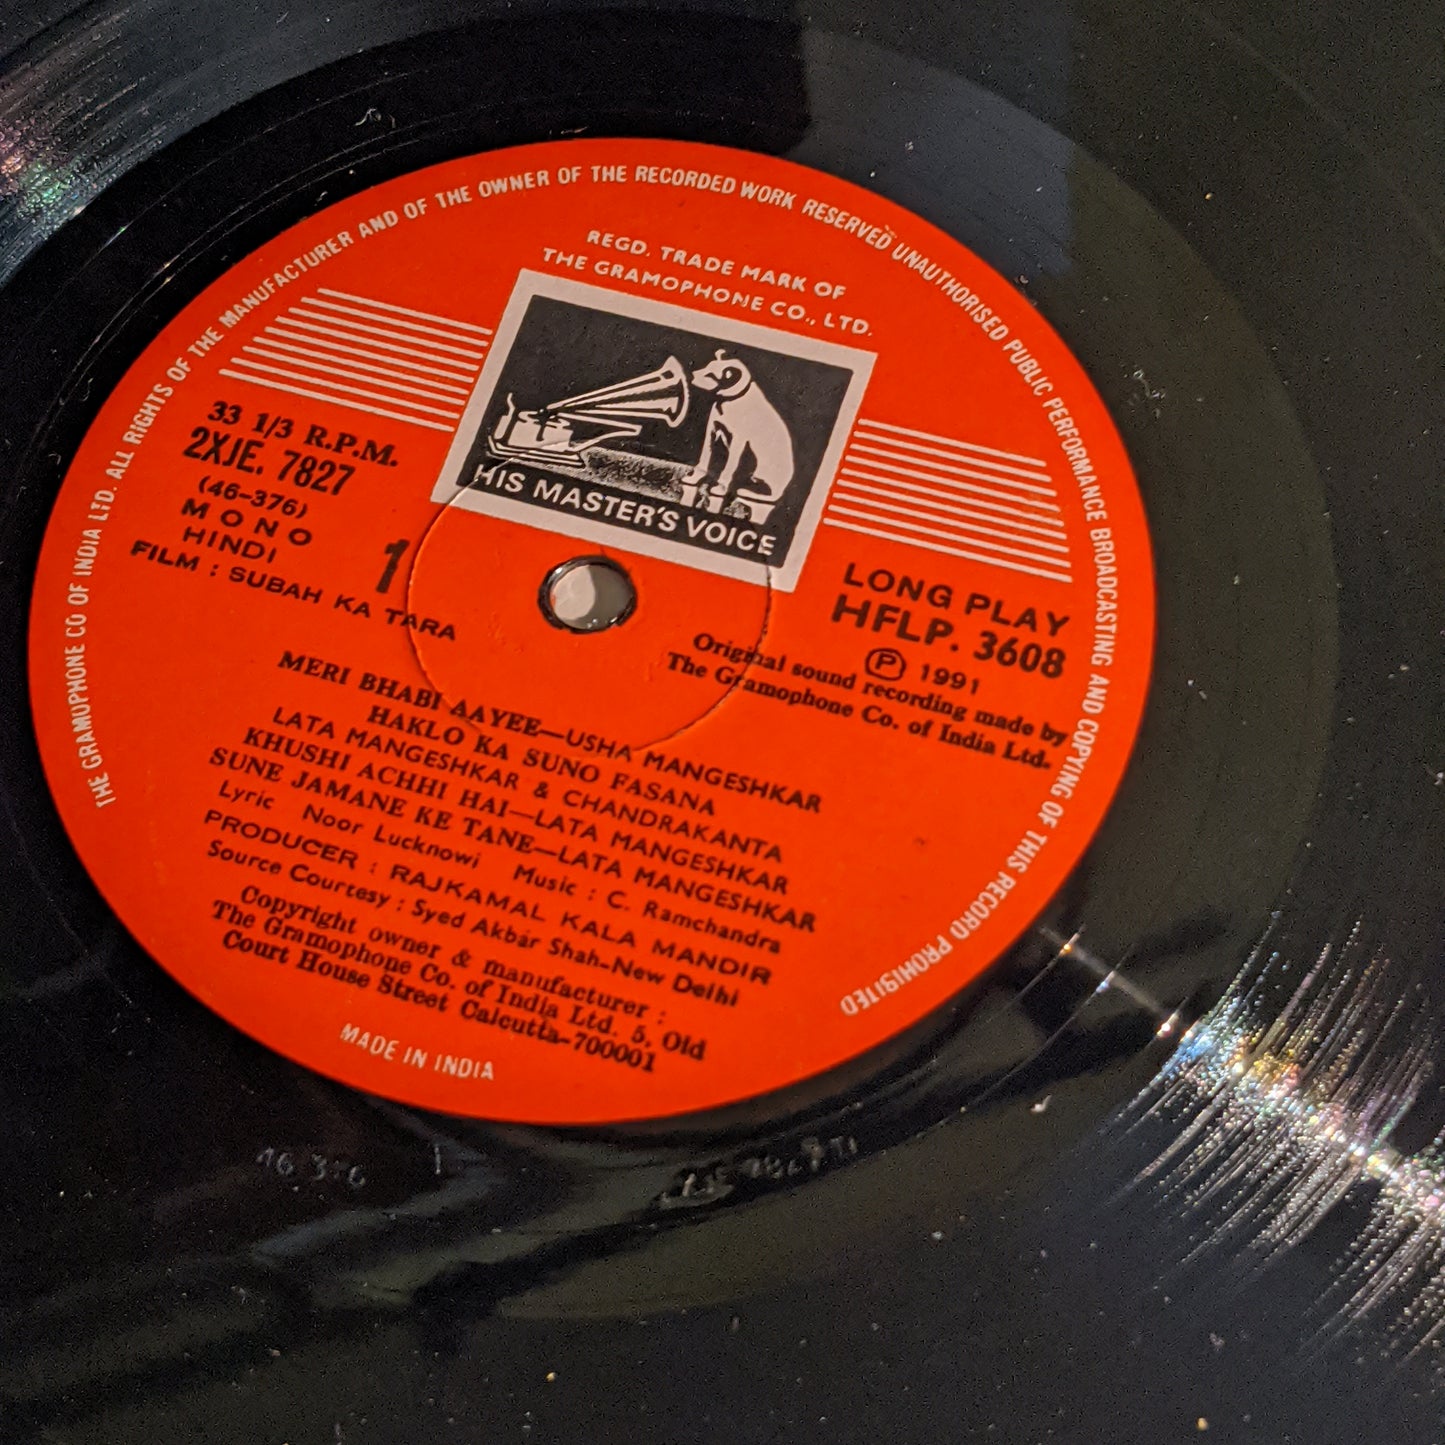 THE GRAMOPHONE CO OF INDIA LTD. ALL RIGHTS OF THE MANUFACTURER AND OF THE OWNER OF THE RECORDED WORK RESERVED UNAUTHORISED PUBLIC PERFORMANCE BROADCASTING AND COPYING OF THIS RECORD PROHIBITED
REGD. TRADE MARK OF
THE GRAMOPHONE CO., LTD.
HIS MASTER'S VOICE
33 1/3 R.P.M.
2XJE. 7827
(46-376)
MONO
HINDI
1
FILM : SUBAH KA TARA
LONG PLAY
HFLP. 3608
Ⓟ 1991
Original sound recording made by
The Gramophone Co. of India Ltd.
MERI BHABI AAYEE—USHA MANGESHKAR
HAKLO KA SUNO FASANA
LATA MANGESHKAR & CHANDRAKANTA
KHUSHI ACHHI HAI—LATA MANGESHKAR
SUNE JAMANE KE TANE—LATA MANGESHKAR
Lyric Noor Lucknowi Music : C. Ramchandra
PRODUCER : RAJKAMAL KALA MANDIR
Source Courtesy : Syed Akbar Shah-New Delhi
Copyright owner & manufacturer :
The Gramophone Co. of India Ltd. 5, Old
Court House Street Calcutta-700001
MADE IN INDIA